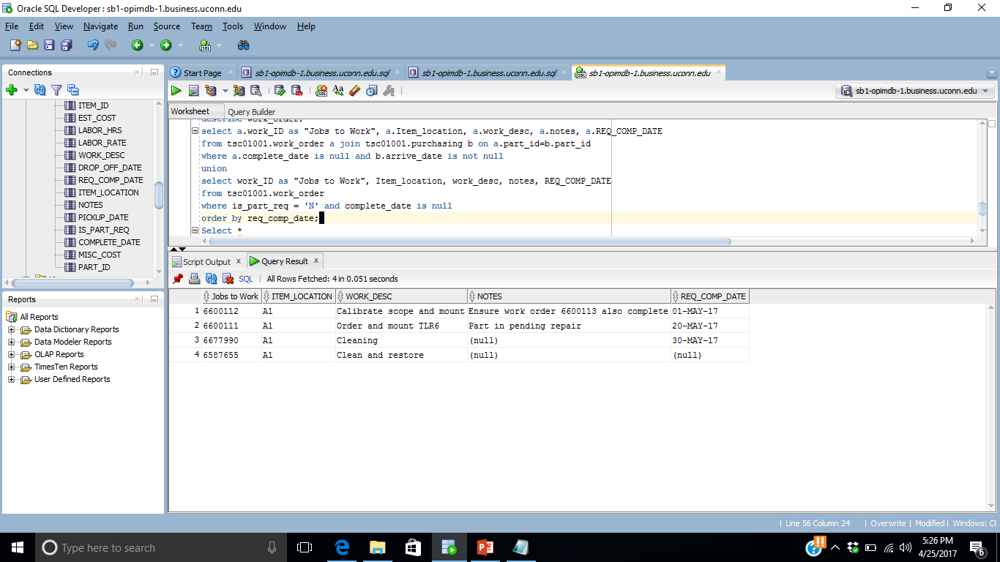 Oracle SQL Developer : sb1-opimdb-1.business.uconn.edu
File Edit View Navigate Run Source Team Tools Window Help
Connections
ITEM_ID
EST_COST
LABOR_HRS
LABOR_RATE
WORK_DESC
DROP_OFF_DATE
REQ_COMP_DATE
ITEM_LOCATION
NOTES
PICKUP_DATE
IS_PART_REQ
COMPLETE_DATE
MISC_COST
PART_ID
Reports
All Reports
Data Dictionary Reports
Data Modeler Reports
OLAP Reports
TimesTen Reports
User Defined Reports
Start Page sb1-opimdb-1.business.uconn.edu.sql sb1-opimdb-1.business.uconn.edu.sql sb1-opimdb-1.business.uconn.edu
sb1-opimdb-1.business.uconn.edu
Worksheet Query Builder
describe work_order;
select a.work_ID as "Jobs to Work", a.Item_location, a.work_desc, a.notes, a.REQ_COMP_DATE
from tsc01001.work_order a join tsc01001.purchasing b on a.part_id=b.part_id
where a.complete_date is null and b.arrive_date is not null
union
select work_ID as "Jobs to Work", Item_location, work_desc, notes, REQ_COMP_DATE
from tsc01001.work_order
where is_part_req = 'N' and complete_date is null
order by req_comp_date;
Select *
Script Output x Query Result x
SQL | All Rows Fetched: 4 in 0.051 seconds
Jobs to Work ITEM_LOCATION WORK_DESC NOTES REQ_COMP_DATE
1 6600112 A1 Calibrate scope and mount Ensure work order 6600113 also complete 01-MAY-17
2 6600111 A1 Order and mount TLR6 Part in pending repair 20-MAY-17
3 6677990 A1 Cleaning (null) 30-MAY-17
4 6587655 A1 Clean and restore (null) (null)
| Line 56 Column 24 | Overwrite | Modified | Windows:
Type here to search
5:26 PM
4/25/2017
6